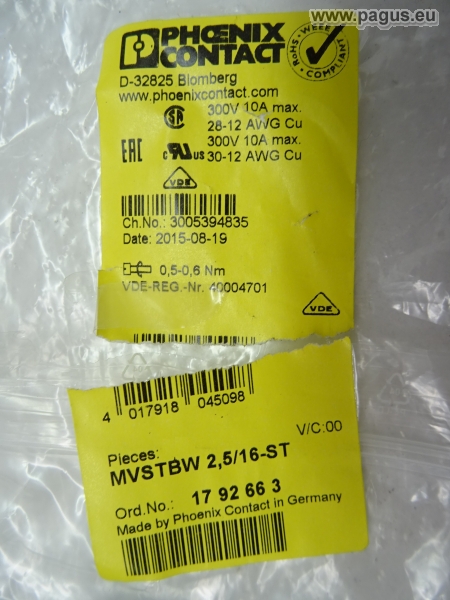 www.pagus.eu
PHOENIX
CONTACT
RoHS - WEEE
COMPLIANT
D-32825 Blomberg
www.phoenixcontact.com
300V 10A max.
28-12 AWG Cu
300V 10A max.
30-12 AWG Cu
EAC
c RU US
VDE
Ch.No.: 3005394835
Date: 2015-08-19
0,5-0,6 Nm
VDE-REG.-Nr. 40004701
VDE
4 017918 045098
V/C:00
Pieces:
MVSTBW 2,5/16-ST
Ord.No.: 17 92 66 3
Made by Phoenix Contact in Germany